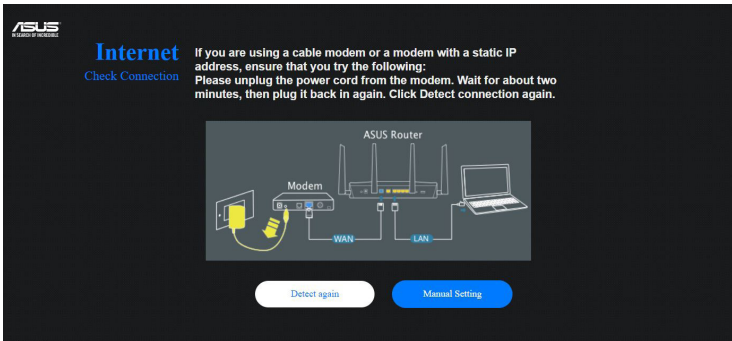 ASUS
IN SEARCH OF INCREDIBLE
Internet
Check Connection
If you are using a cable modem or a modem with a static IP
address, ensure that you try the following:
Please unplug the power cord from the modem. Wait for about two
minutes, then plug it back in again. Click Detect connection again.
ASUS Router
Modem
WAN
LAN
Detect again
Manual Setting